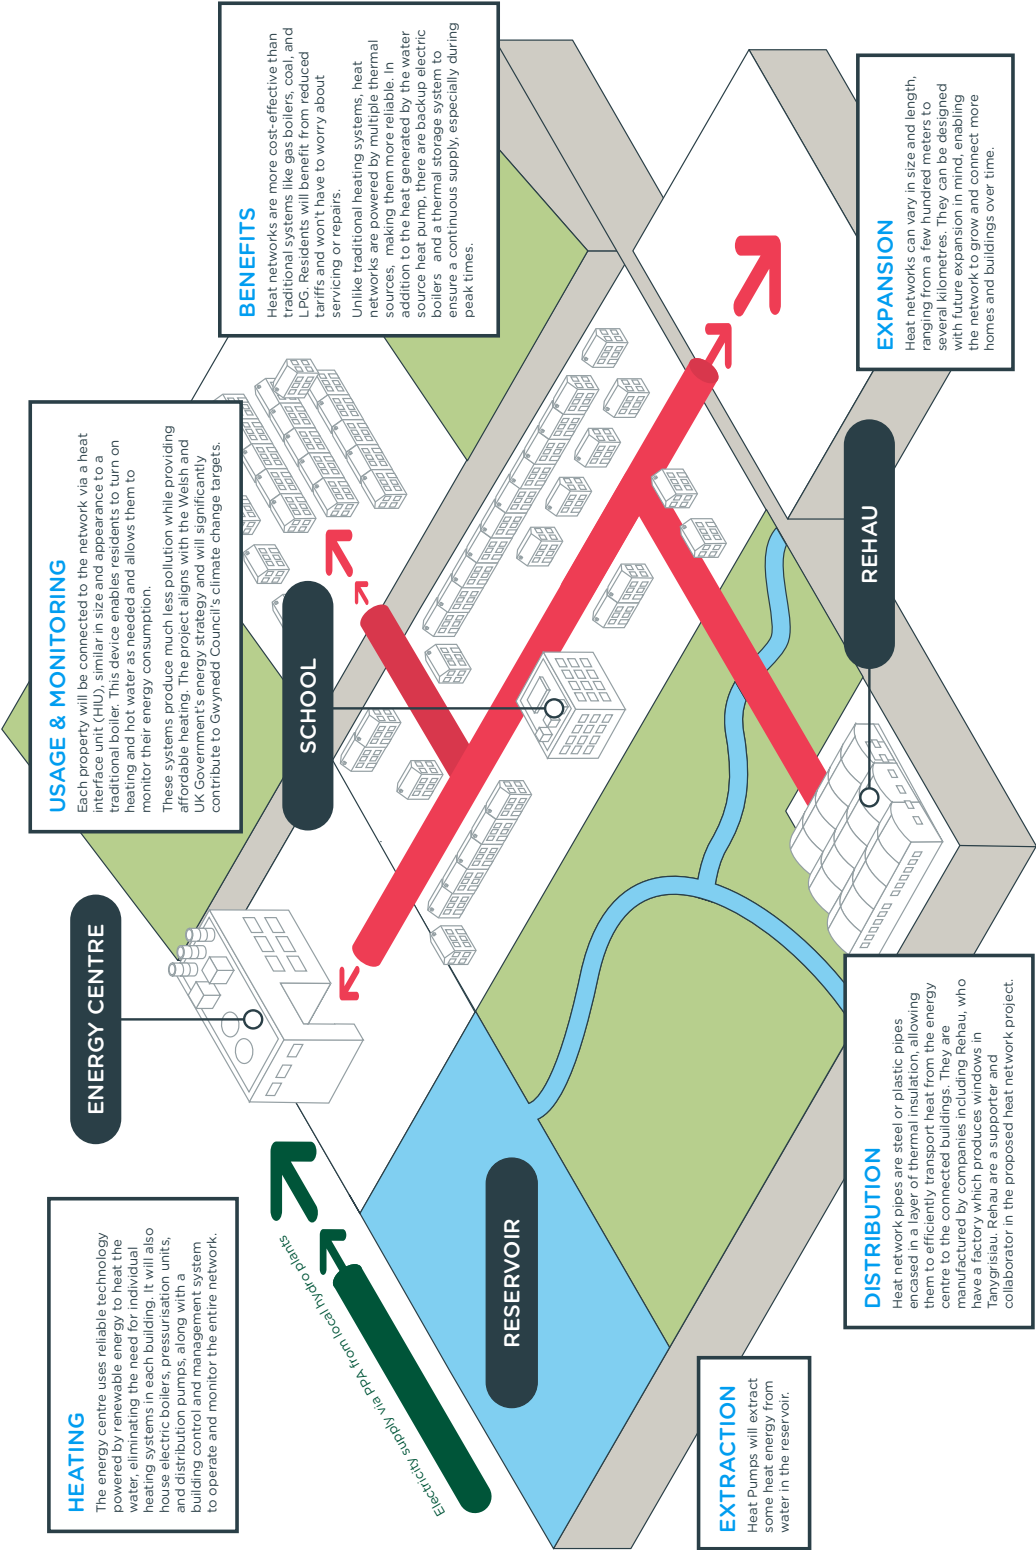 HEATING
The energy centre uses reliable technology
powered by renewable energy to heat the
water, eliminating the need for individual
heating systems in each building. It will also
house electric boilers, pressurisation units,
and distribution pumps, along with a
building control and management system
to operate and monitor the entire network.
ENERGY CENTRE
USAGE & MONITORING
Each property will be connected to the network via a heat
interface unit (HIU), similar in size and appearance to a
traditional boiler. This device enables residents to turn on
heating and hot water as needed and allows them to
monitor their energy consumption.
These systems produce much less pollution while providing
affordable heating. The project aligns with the Welsh and
UK Government's energy strategy and will significantly
contribute to Gwyned Council's climate change targets.
BENEFITS
Heat networks are more cost-effective than
traditional systems like gas boilers, coal, and
LPG. Residents will benefit from reduced
tariffs and won't have to worry about
servicing or repairs.
Unlike traditional heating systems, heat
networks are powered by multiple thermal
sources, making them more reliable. In
addition to the heat generated by the water
source heat pump, there are backup electric
boilers and a thermal storage system to
ensure a continuous supply, especially during
peak times.
SCHOOL
Electricity supply via PPA from local hydro plants
RESERVOIR
EXTRACTION
Heat Pumps will extract
some heat energy from
water in the reservoir.
DISTRIBUTION
Heat network pipes are steel or plastic pipes
encased in a layer of thermal insulation, allowing
them to efficiently transport heat from the energy
centre to the connected buildings. They are
manufactured by companies including Rehau, who
have a factory which produces windows in
Tanygrisiau. Rehau are a supporter and
collaborator in the proposed heat network project.
REHAU
EXPANSION
Heat networks can vary in size and length,
ranging from a few hundred meters to
several kilometres. They can be designed
with future expansion in mind, enabling
the network to grow and connect more
homes and buildings over time.